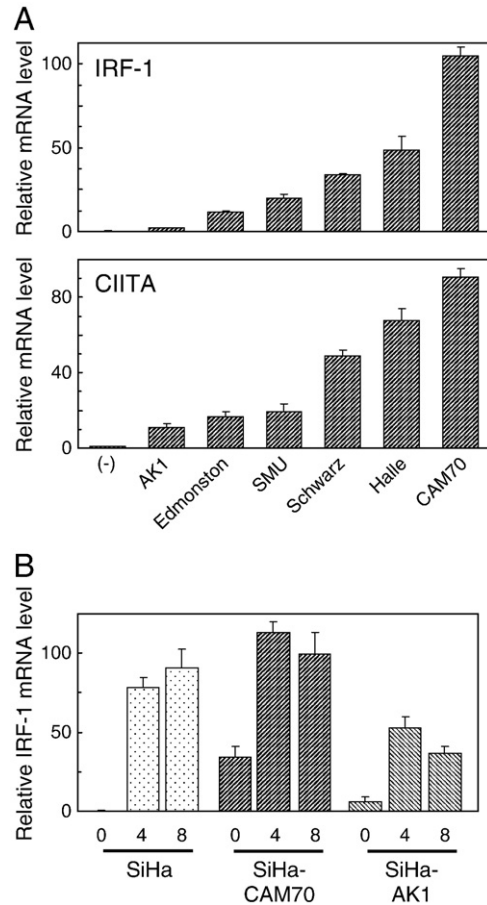 A
Relative mRNA level
IRF-1
100
50
0
Relative mRNA level
CIITA
80
40
0
(-)
AK1
Edmonston
SMU
Schwarz
Halle
CAM70
B
Relative IRF-1 mRNA level
100
50
0
0 4 8 0 4 8 0 4 8
SiHa SiHa- SiHa-
CAM70 AK1